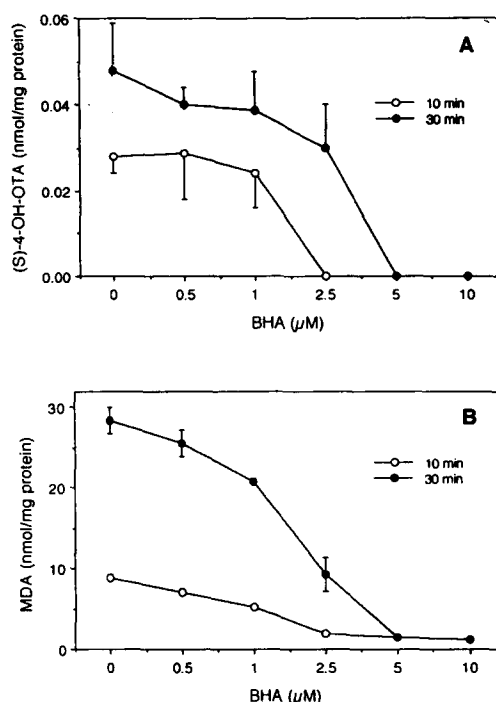 A
(S)-4-OH-OTA (nmol/mg protein)
0.06
0.04
0.02
0.00
10 min
30 min
0 0.5 1 2.5 5 10
BHA (µM)
B
MDA (nmol/mg protein)
30
20
10
0
10 min
30 min
0 0.5 1 2.5 5 10
BHA (µM)